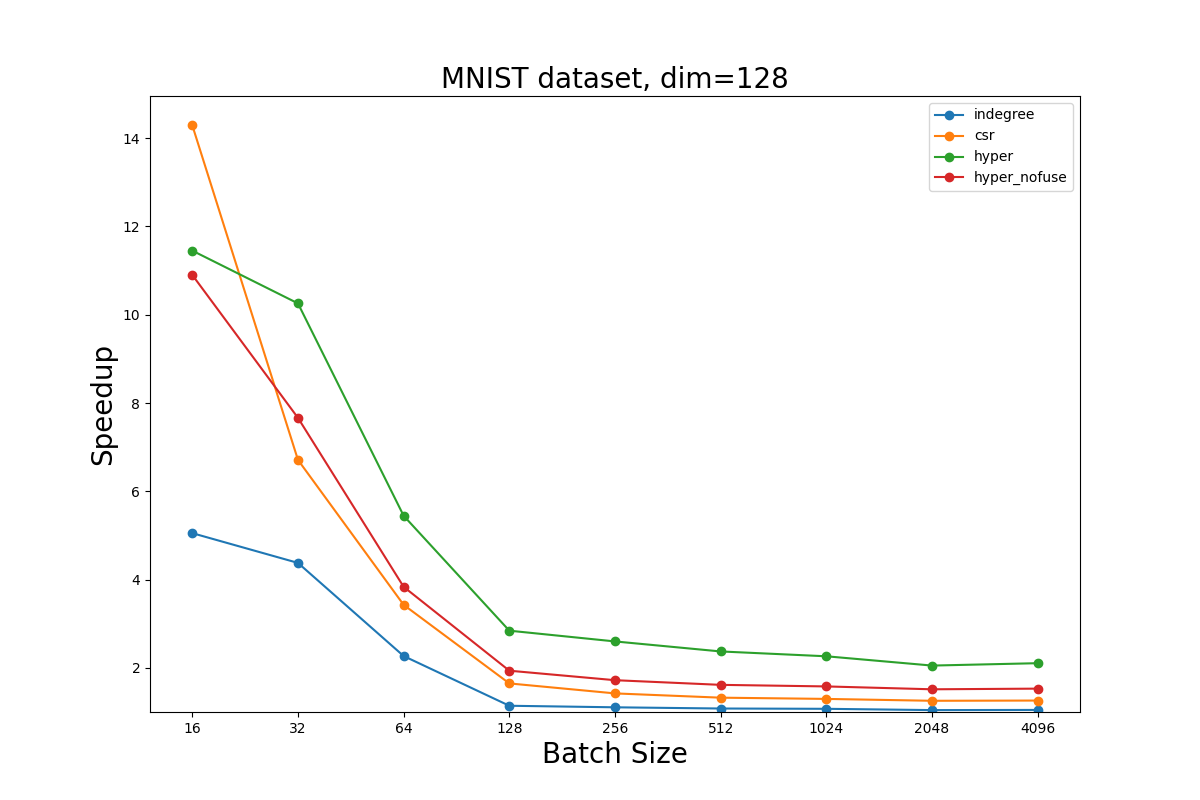 MNIST dataset, dim=128
indegree
csr
hyper
hyper_nofuse
14
12
10
8
6
4
2
Speedup
16 32 64 128 256 512 1024 2048 4096
Batch Size